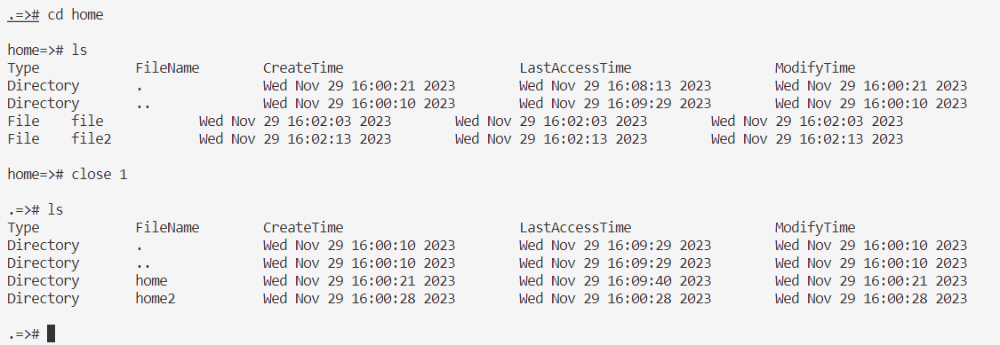 .=># cd home
home=># ls
Type FileName CreateTime LastAccessTime ModifyTime
Directory . Wed Nov 29 16:00:21 2023 Wed Nov 29 16:08:13 2023 Wed Nov 29 16:00:21 2023
Directory .. Wed Nov 29 16:00:10 2023 Wed Nov 29 16:09:29 2023 Wed Nov 29 16:00:10 2023
File file Wed Nov 29 16:02:03 2023 Wed Nov 29 16:02:03 2023 Wed Nov 29 16:02:03 2023
File file2 Wed Nov 29 16:02:13 2023 Wed Nov 29 16:02:13 2023 Wed Nov 29 16:02:13 2023
home=># close 1
.=># ls
Type FileName CreateTime LastAccessTime ModifyTime
Directory . Wed Nov 29 16:00:10 2023 Wed Nov 29 16:09:29 2023 Wed Nov 29 16:00:10 2023
Directory .. Wed Nov 29 16:00:10 2023 Wed Nov 29 16:09:29 2023 Wed Nov 29 16:00:10 2023
Directory home Wed Nov 29 16:00:21 2023 Wed Nov 29 16:09:40 2023 Wed Nov 29 16:00:21 2023
Directory home2 Wed Nov 29 16:00:28 2023 Wed Nov 29 16:00:28 2023 Wed Nov 29 16:00:28 2023
.=>#